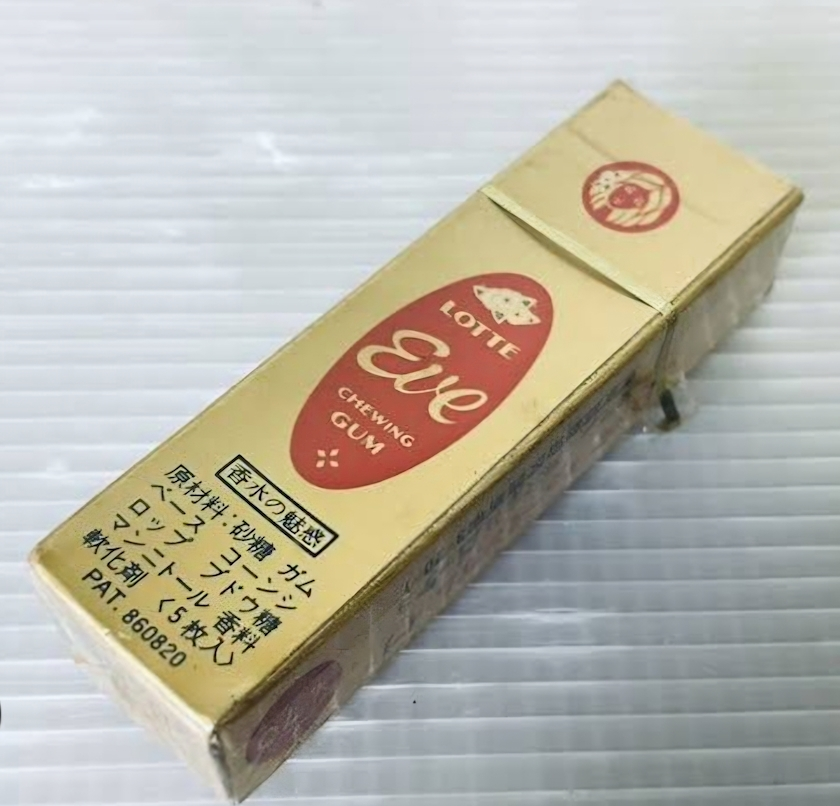 LOTTE
Eve
CHEWING
GUM
香水の魅惑
原材料:砂糖 ガム
ベース コーンシ
ロップ ブドウ糖
マンニトール 香料
軟化剤 〈5枚入〉
PAT. 860820